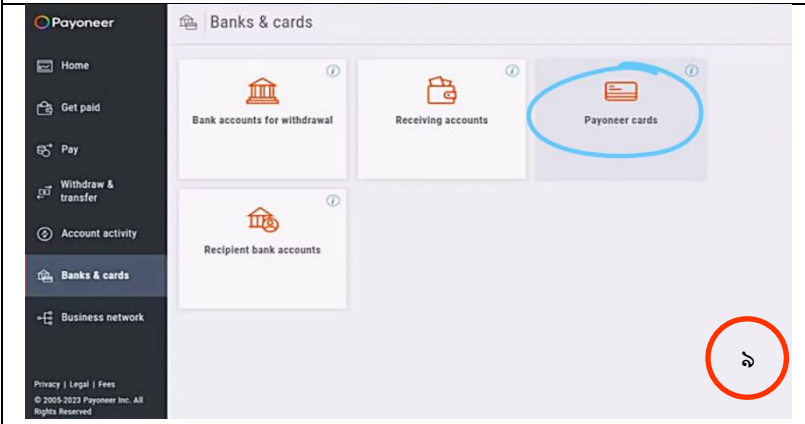 Payoneer
Banks & cards
Home
Get paid
Pay
Withdraw &
transfer
Account activity
Banks & cards
Business network
Privacy | Legal | Fees
© 2005-2023 Payoneer Inc. All
Rights Reserved
Bank accounts for withdrawal
Receiving accounts
Payoneer cards
Recipient bank accounts
৯